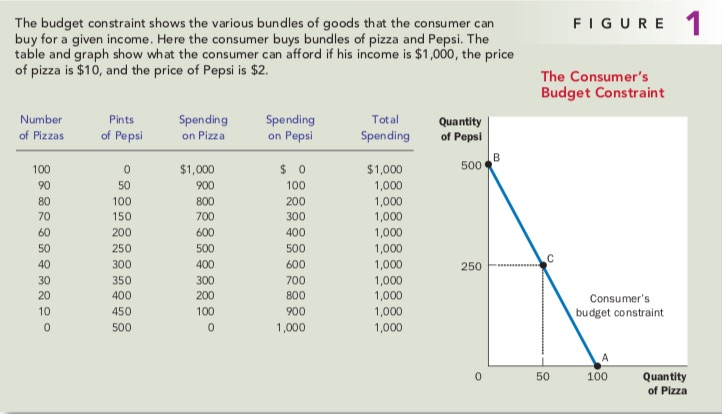 The budget constraint shows the various bundles of goods that the consumer can
buy for a given income. Here the consumer buys bundles of pizza and Pepsi. The
table and graph show what the consumer can afford if his income is $1,000, the price
of pizza is $10, and the price of Pepsi is $2.
FIGURE 1
The Consumer's
Budget Constraint
Number Pints Spending Spending Total
of Pizzas of Pepsi on Pizza on Pepsi Spending
100 0 $1,000 $ 0 $1,000
90 50 900 100 1,000
80 100 800 200 1,000
70 150 700 300 1,000
60 200 600 400 1,000
50 250 500 500 1,000
40 300 400 600 1,000
30 350 300 700 1,000
20 400 200 800 1,000
10 450 100 900 1,000
0 500 0 1,000 1,000
Quantity
of Pepsi
500 B
250 C
Consumer's
budget constraint
A
0 50 100 Quantity
of Pizza